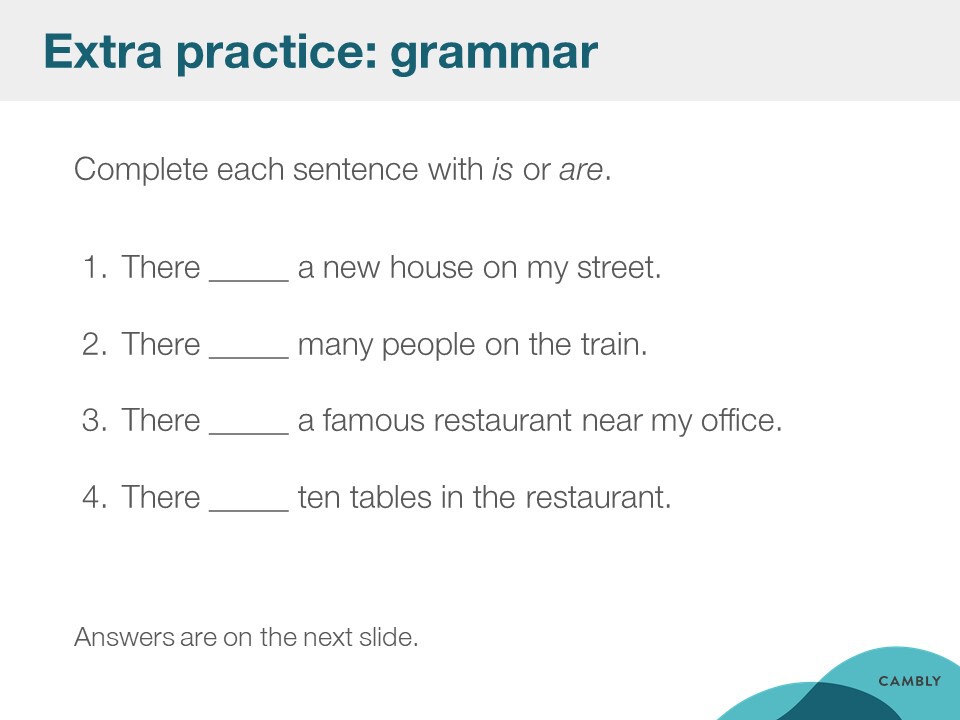 Extra practice: grammar
Complete each sentence with is or are.
1. There _____ a new house on my street.
2. There _____ many people on the train.
3. There _____ a famous restaurant near my office.
4. There _____ ten tables in the restaurant.
Answers are on the next slide.
CAMBLY